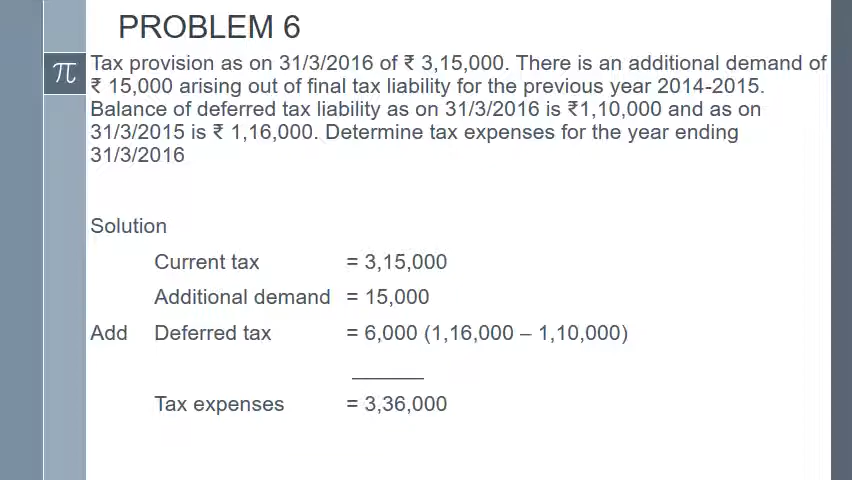 PROBLEM 6
π
Tax provision as on 31/3/2016 of ₹ 3,15,000. There is an additional demand of
₹ 15,000 arising out of final tax liability for the previous year 2014-2015.
Balance of deferred tax liability as on 31/3/2016 is ₹1,10,000 and as on
31/3/2015 is ₹ 1,16,000. Determine tax expenses for the year ending
31/3/2016
Solution
Current tax = 3,15,000
Additional demand = 15,000
Add Deferred tax = 6,000 (1,16,000 – 1,10,000)
Tax expenses = 3,36,000